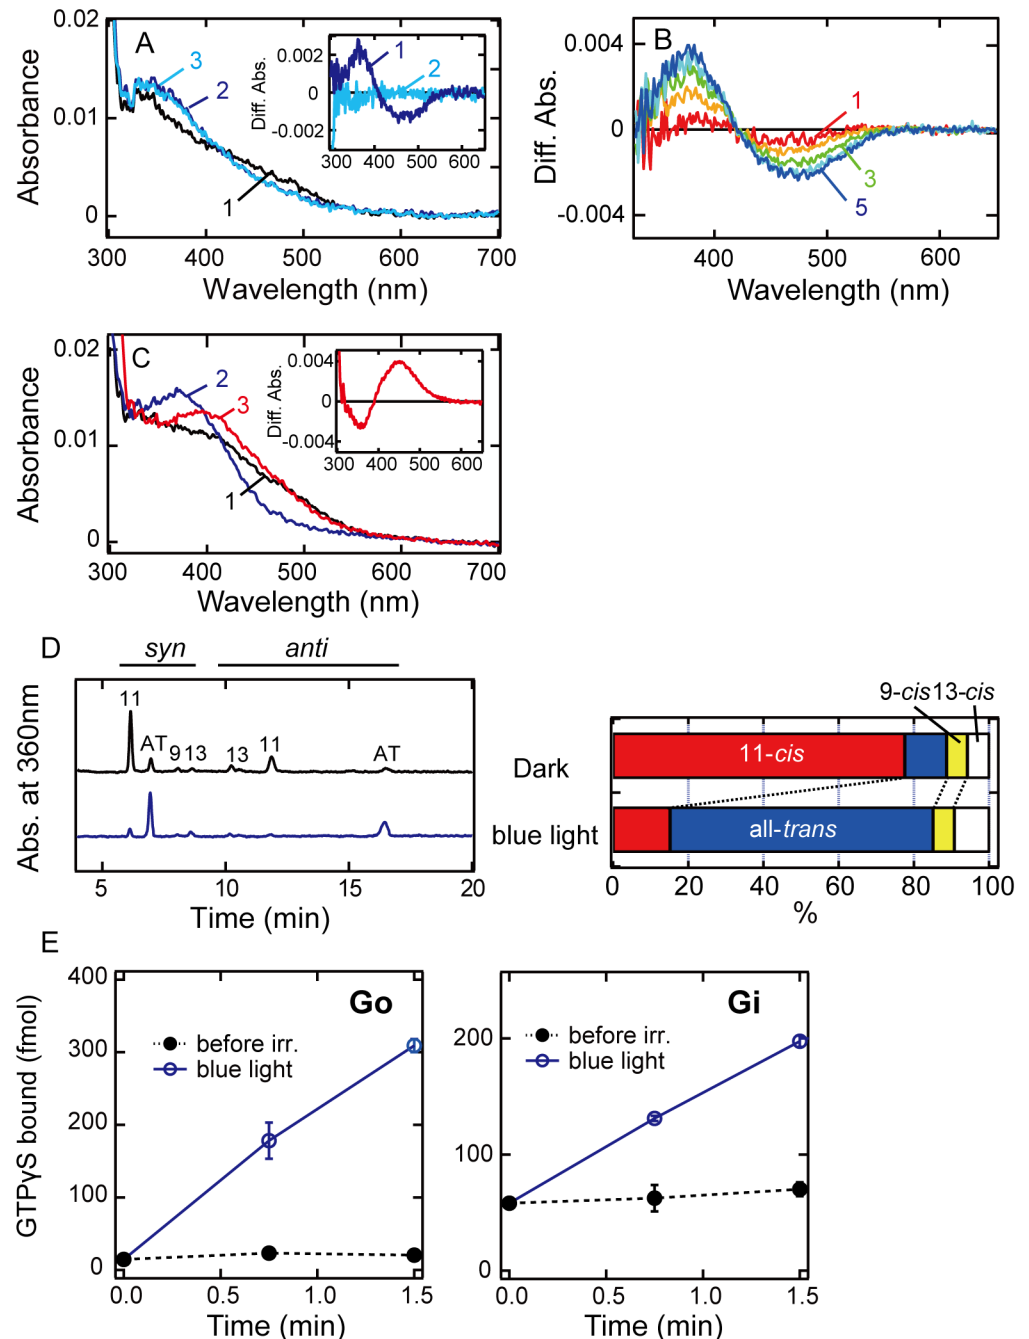 A
Absorbance
0.02
0.01
0
300 400 500 600 700
Wavelength (nm)
3
2
1
Diff. Abs.
0.002
0
-0.002
300 400 500 600
1
2
B
Diff. Abs.
0.004
0
-0.004
400 500 600
Wavelength (nm)
1
3
5
C
Absorbance
0.02
0.01
0
300 400 500 600 700
Wavelength (nm)
2
3
1
Diff. Abs.
0.004
0
-0.004
300 400 500 600
D
syn anti
Abs. at 360nm
11
AT 9 13 13 11 AT
5 10 15 20
Time (min)
9-cis 13-cis
Dark
11-cis
blue light
all-trans
0 20 40 60 80 100
%
E
GTPγS bound (fmol)
400
300
200
100
0
Go
before irr.
blue light
0.0 0.5 1.0 1.5
Time (min)
200
100
0
Gi
before irr.
blue light
0.0 0.5 1.0 1.5
Time (min)